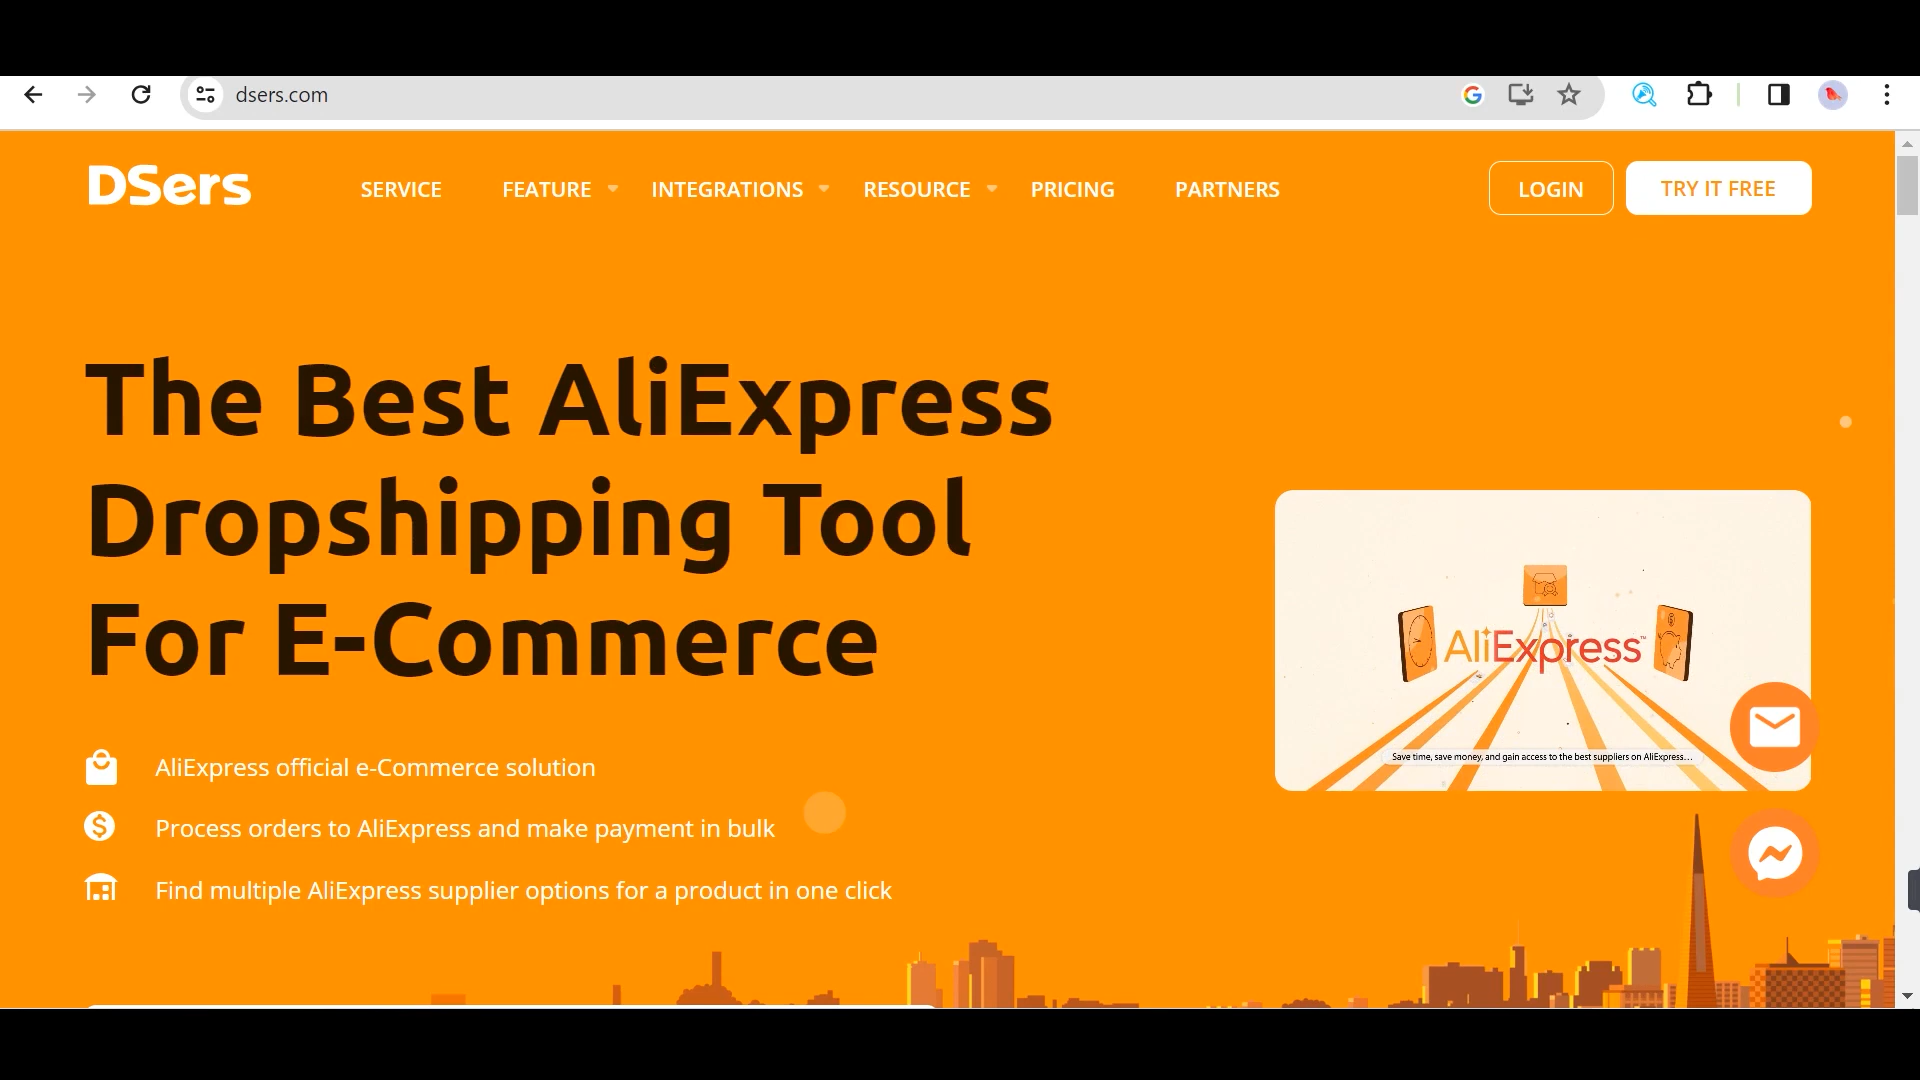 dsers.com
DSers
SERVICE FEATURE INTEGRATIONS RESOURCE PRICING PARTNERS LOGIN TRY IT FREE
The Best AliExpress
Dropshipping Tool
For E-Commerce
AliExpress™
Save time, save money, and gain access to the best suppliers on AliExpress...
AliExpress official e-Commerce solution
Process orders to AliExpress and make payment in bulk
Find multiple AliExpress supplier options for a product in one click